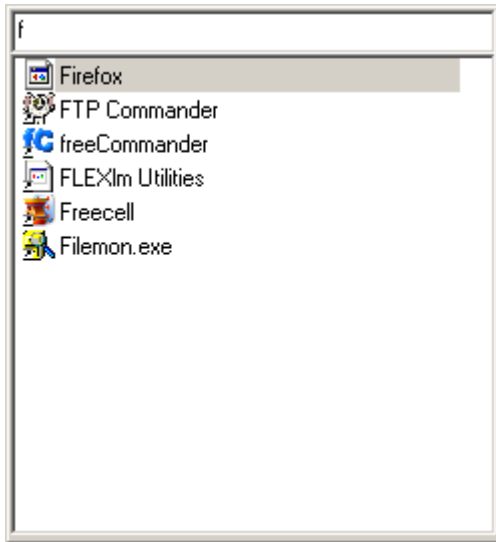 f
Firefox
FTP Commander
freeCommander
FLEXlm Utilities
Freecell
Filemon.exe